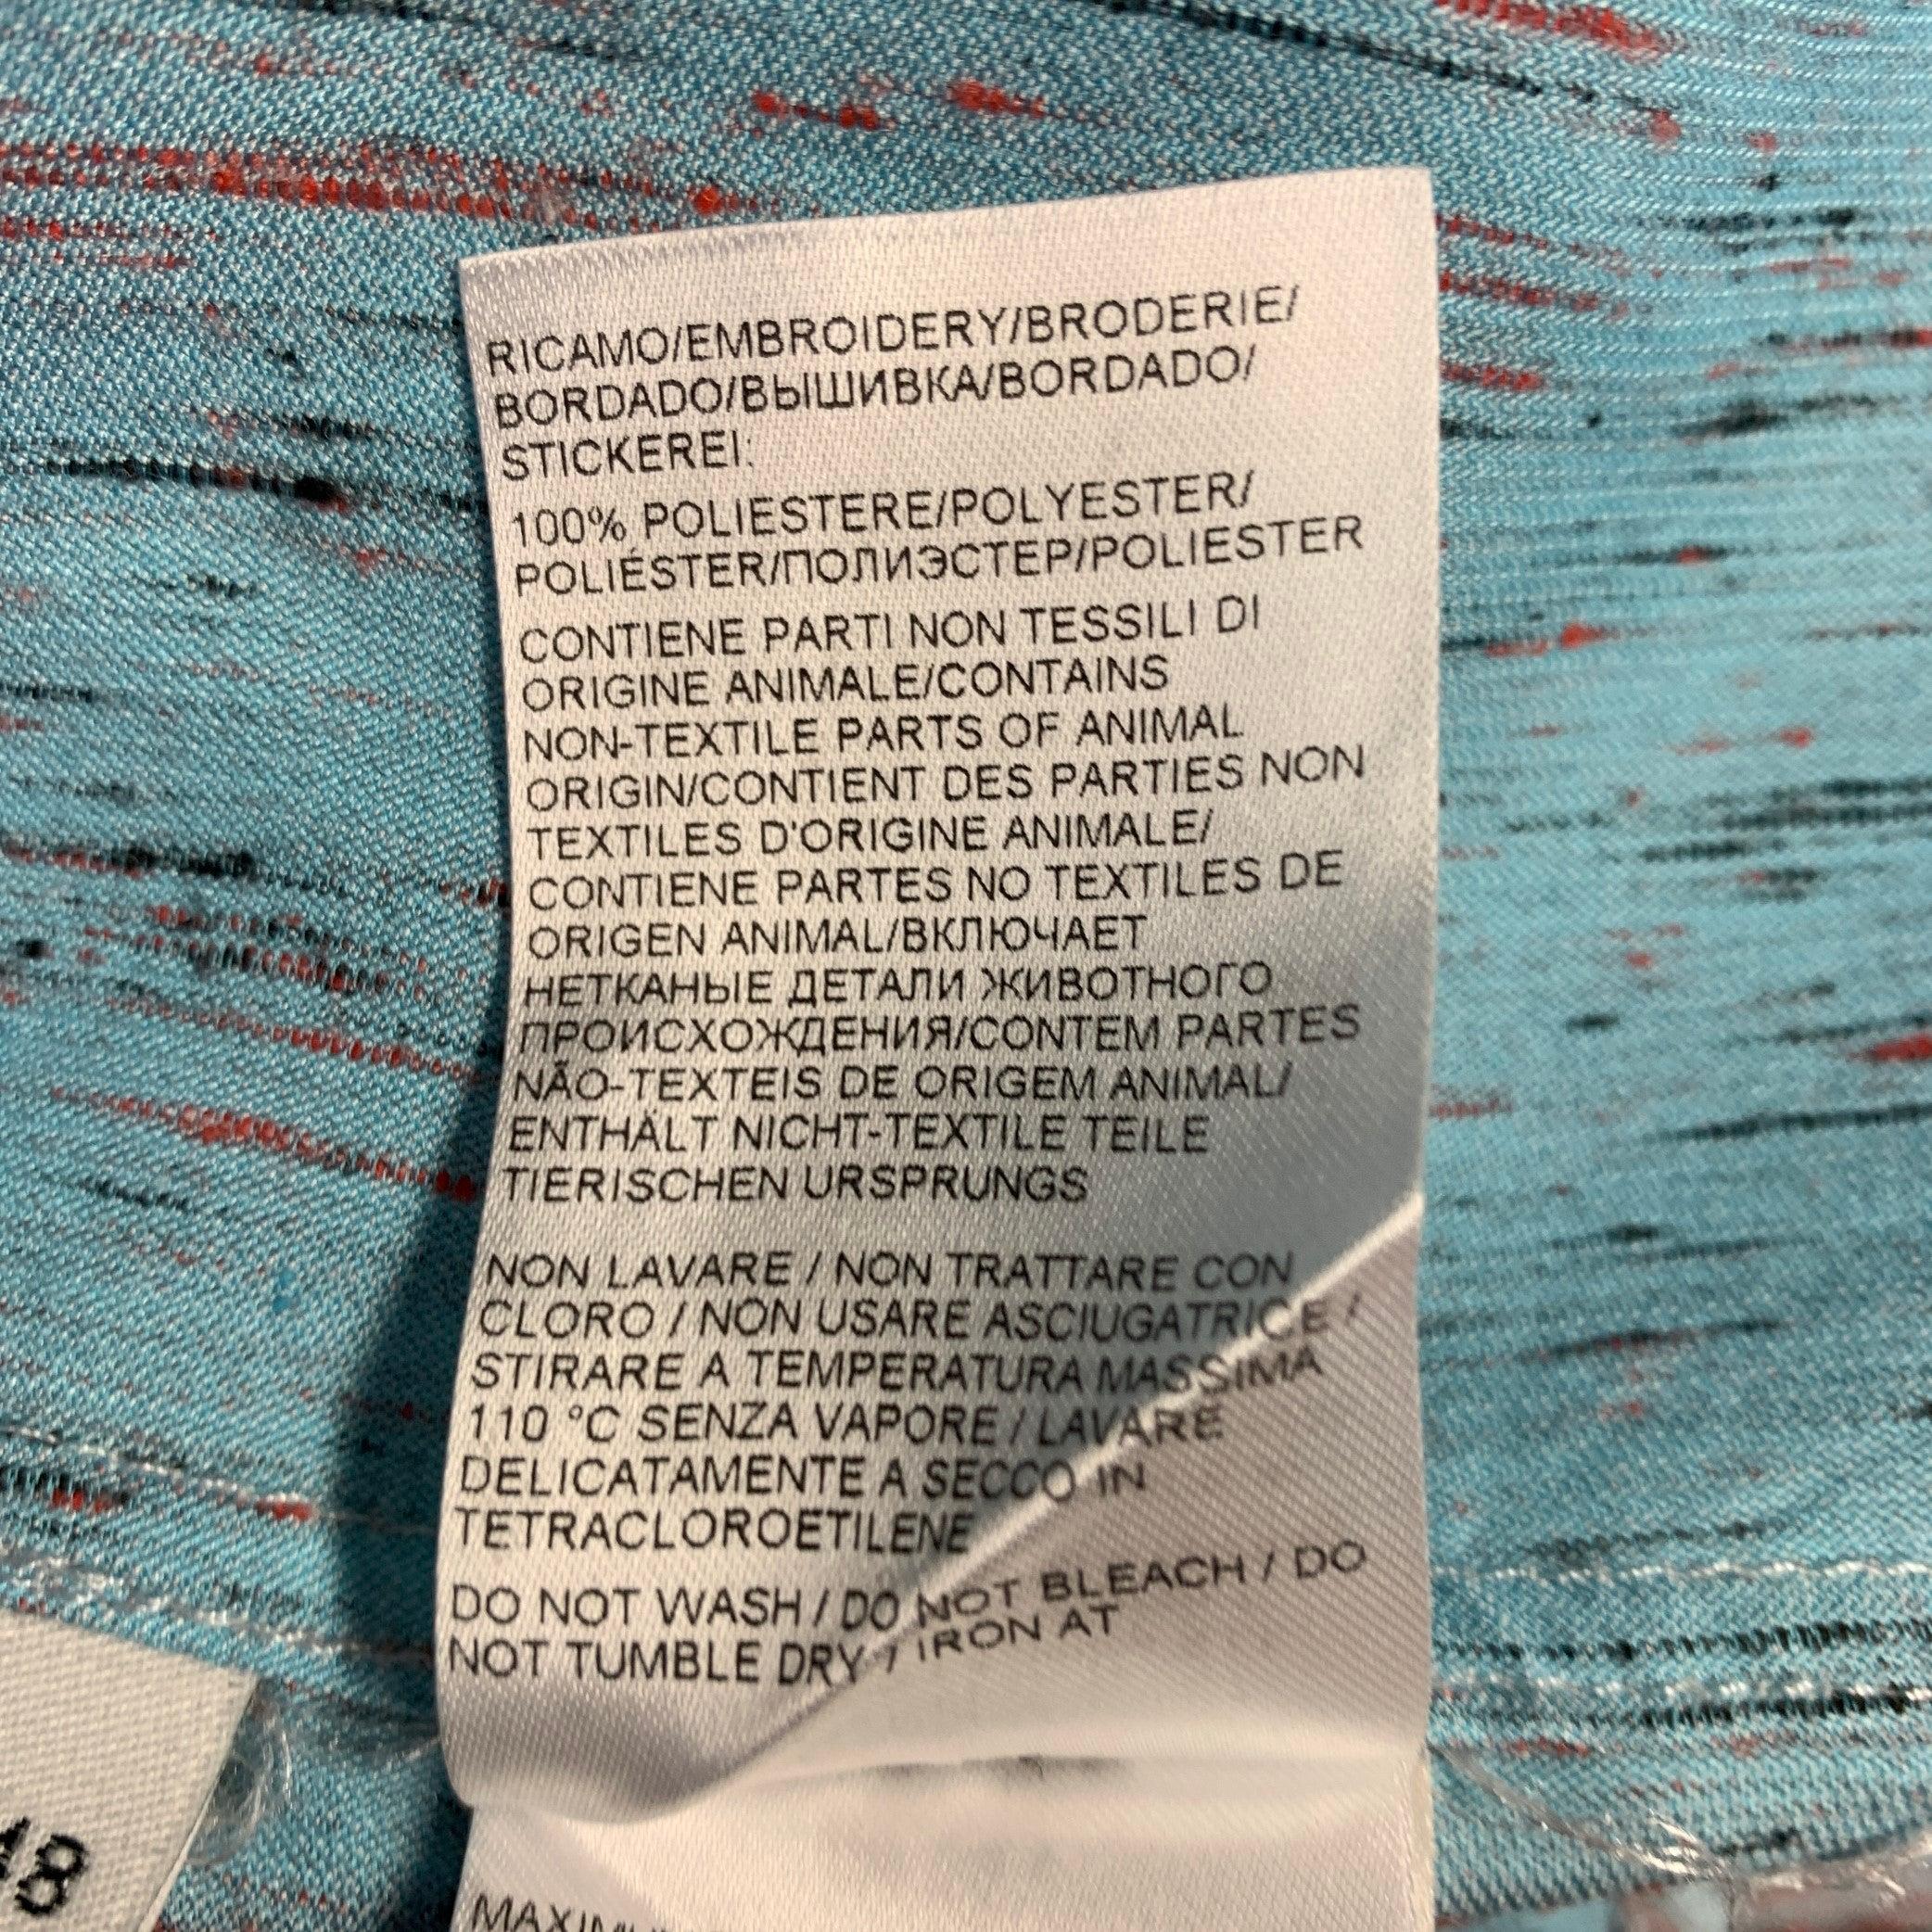 RICAMO/EMBROIDERY/BRODERIE/
BORDADO/ВЫШИВКА/BORDADO/
STICKEREI:
100% POLIESTERE/POLYESTER/
POLIÉSTER/ПОЛИЭСТЕР/POLIESTER
CONTIENE PARTI NON TESSILI DI
ORIGINE ANIMALE/CONTAINS
NON-TEXTILE PARTS OF ANIMAL
ORIGIN/CONTIENT DES PARTIES NON
TEXTILES D'ORIGINE ANIMALE/
CONTIENE PARTES NO TEXTILES DE
ORIGEN ANIMAL/ВКЛЮЧАЕТ
НЕТКАНЫЕ ДЕТАЛИ ЖИВОТНОГО
ПРОИСХОЖДЕНИЯ/CONTEM PARTES
NÃO-TEXTEIS DE ORIGEM ANIMAL/
ENTHÄLT NICHT-TEXTILE TEILE
TIERISCHEN URSPRUNGS
NON LAVARE / NON TRATTARE CON
CLORO / NON USARE ASCIUGATRICE /
STIRARE A TEMPERATURA MASSIMA
110 °C SENZA VAPORE / LAVARE
DELICATAMENTE A SECCO IN
TETRACLOROETILENE
DO NOT WASH / DO NOT BLEACH / DO
NOT TUMBLE DRY / IRON AT
48